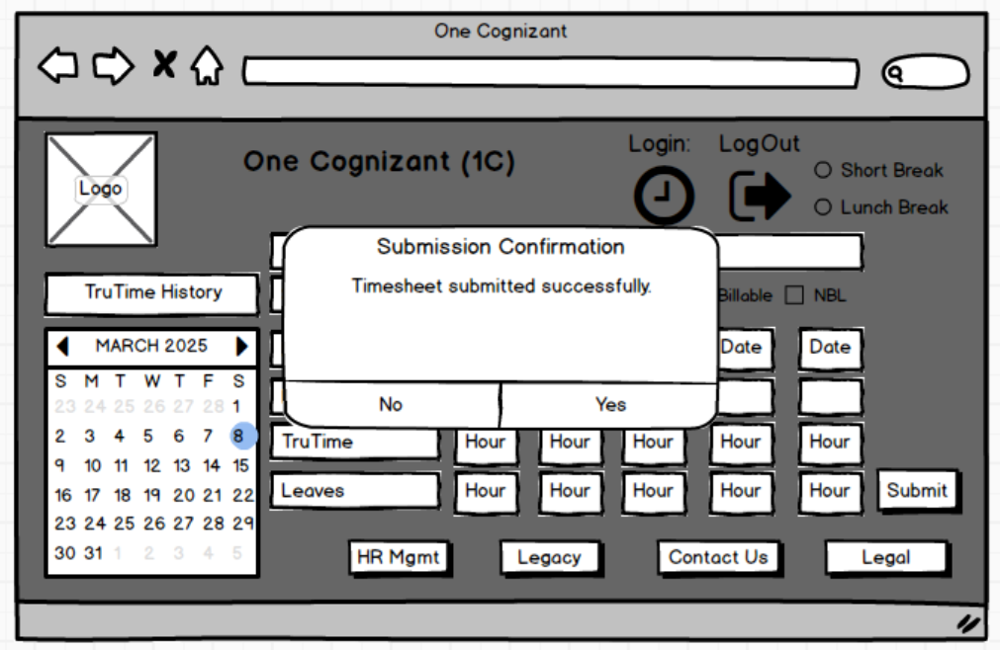 One Cognizant
Logo
One Cognizant (1C)
Login:
LogOut
Short Break
Lunch Break
Submission Confirmation
Timesheet submitted successfully.
No Yes
TruTime History
Billable NBL
MARCH 2025
S M T W T F S
23 24 25 26 27 28 1
2 3 4 5 6 7 8
9 10 11 12 13 14 15
16 17 18 19 20 21 22
23 24 25 26 27 28 29
30 31 1 2 3 4 5
Date Date
TruTime Hour Hour Hour Hour Hour
Leaves Hour Hour Hour Hour Hour Submit
HR Mgmt Legacy Contact Us Legal